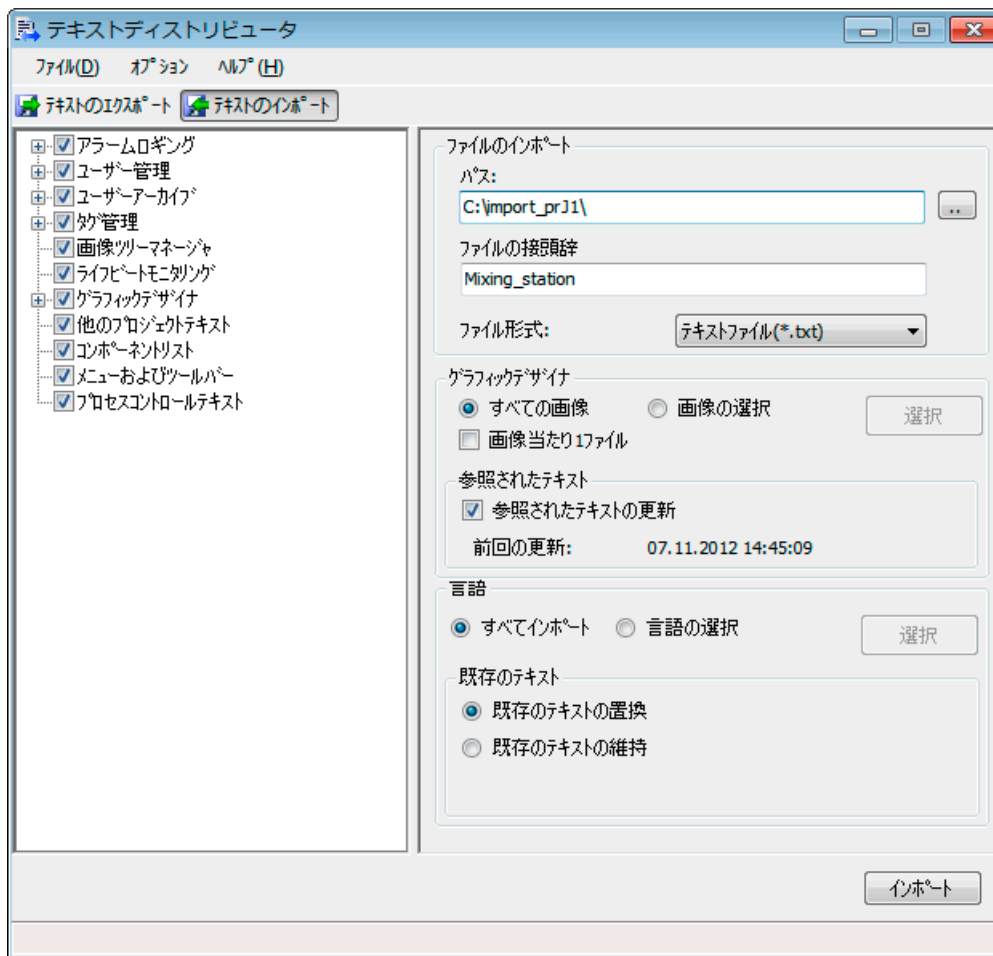 テキストディストリビュータ
ﾌｧｲﾙ(D) ｵﾌﾟｼｮﾝ ﾍﾙﾌﾟ(H)
ﾃｷｽﾄのｴｸｽﾎﾟｰﾄ ﾃｷｽﾄのｲﾝﾎﾟｰﾄ
アラームロギング
ユーザー管理
ユーザーアーカイブ
タグ管理
画像ツリーマネージャ
ライフビートモニタリング
グラフィックデザイナ
他のプロジェクトテキスト
コンポーネントリスト
メニューおよびツールバー
プロセスコントロールテキスト
ファイルのインポート
パス:
C:\import_prJ1\
..
ファイルの接頭辞
Mixing_station
ファイル形式:
テキストファイル(*.txt)
グラフィックデザイナ
すべての画像
画像の選択
選択
画像当たり1ファイル
参照されたテキスト
参照されたテキストの更新
前回の更新:
07.11.2012 14:45:09
言語
すべてインポート
言語の選択
選択
既存のテキスト
既存のテキストの置換
既存のテキストの維持
インポート